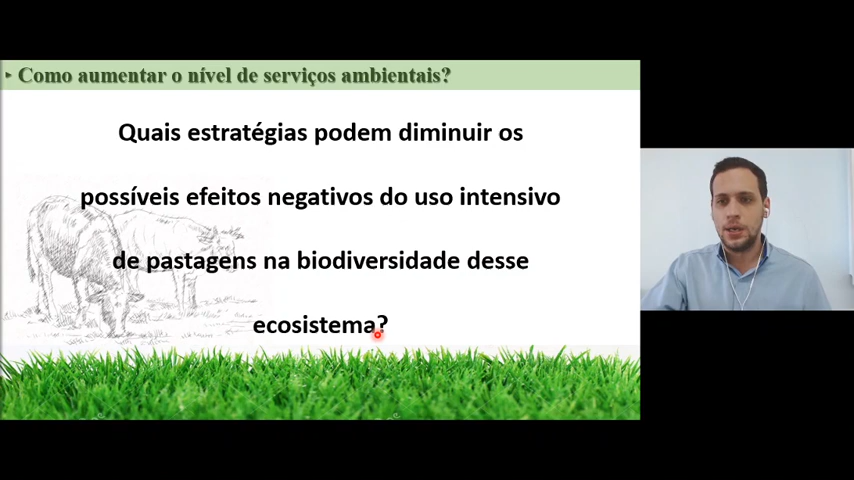 Como aumentar o nível de serviços ambientais?
Quais estratégias podem diminuir os
possíveis efeitos negativos do uso intensivo
de pastagens na biodiversidade desse
ecosistema?